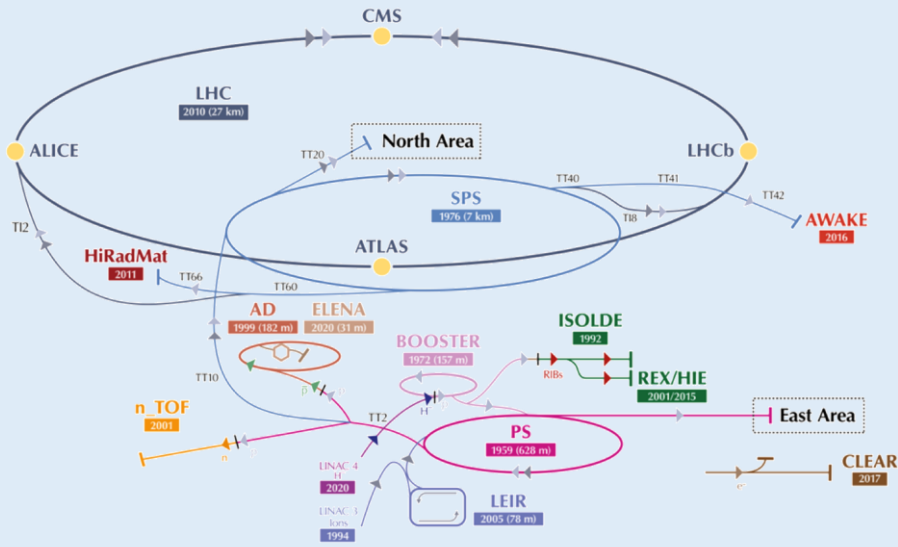 CMS
LHC
2010 (27 km)
ALICE
North Area
TT20
LHCb
TT40
TT41
TT42
SPS
1976 (7 km)
TI8
AWAKE
2016
TI2
ATLAS
HiRadMat
2011
TT66
TT60
AD
1999 (182 m)
ELENA
2020 (31 m)
ISOLDE
1992
BOOSTER
1972 (157 m)
RIBs
REX/HIE
2001/2015
TT10
n_TOF
2001
n
TT2
H
PS
1959 (628 m)
East Area
LINAC 4
H
2020
CLEAR
2017
LINAC 3
Ions
1994
LEIR
2005 (78 m)